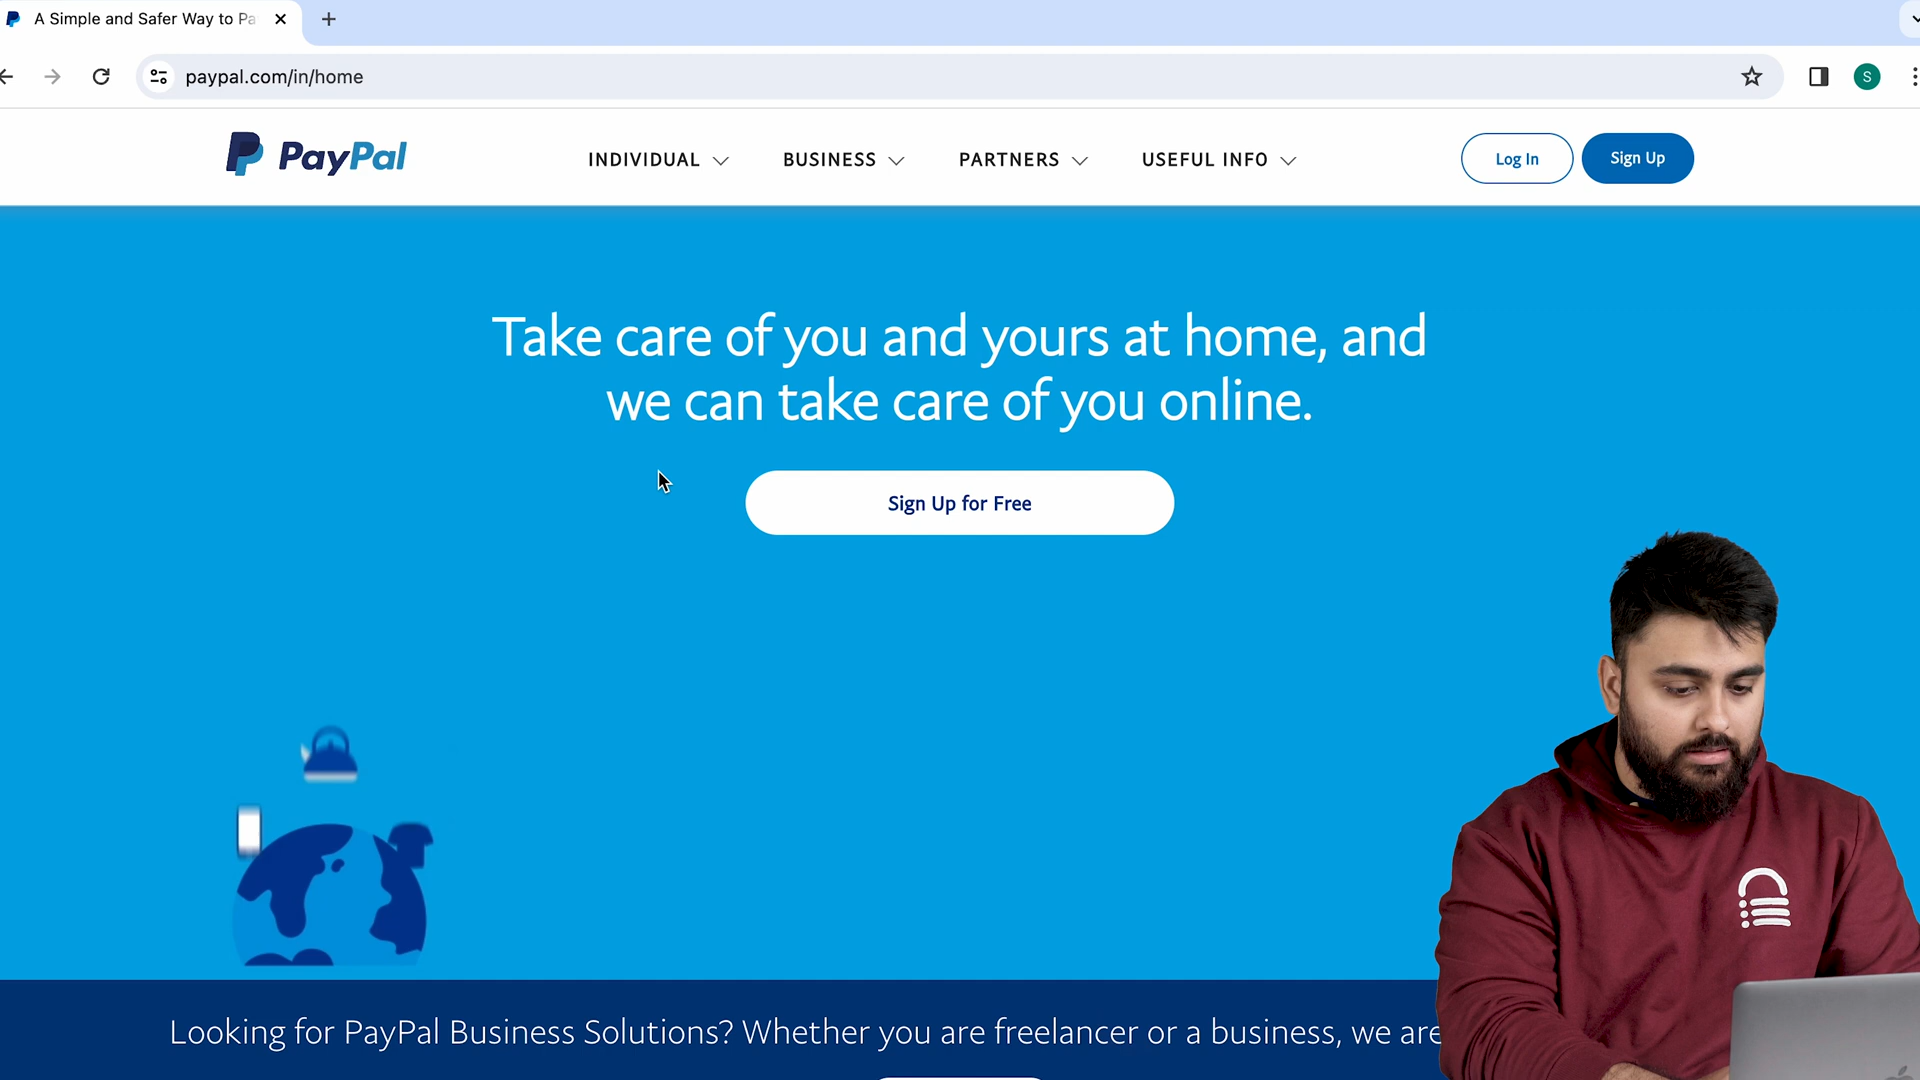 A Simple and Safer Way to Pa
paypal.com/in/home
S
PayPal
INDIVIDUAL
BUSINESS
PARTNERS
USEFUL INFO
Log In
Sign Up
Take care of you and yours at home, and
we can take care of you online.
Sign Up for Free
Looking for PayPal Business Solutions? Whether you are freelancer or a business, we are